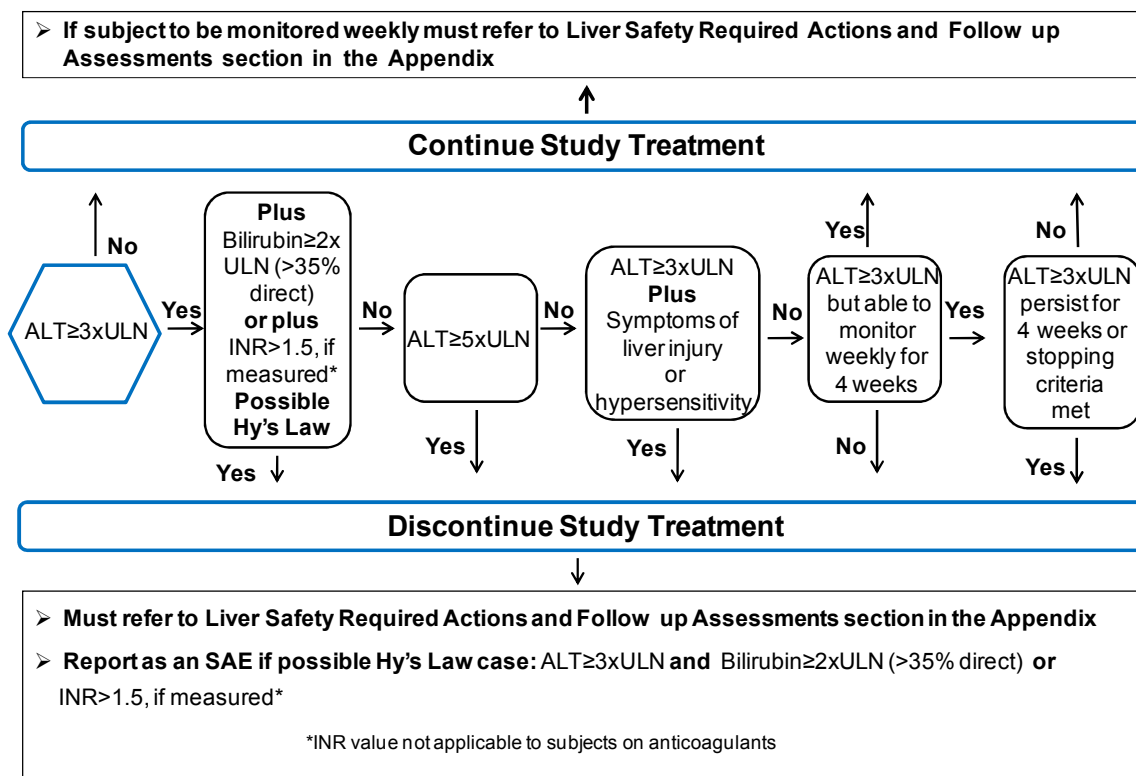 ➢ If subject to be monitored weekly must refer to Liver Safety Required Actions and Follow up
Assessments section in the Appendix
Continue Study Treatment
No
ALT≥3xULN
Yes
Plus
Bilirubin≥2x
ULN (>35%
direct)
or plus
INR>1.5, if
measured*
Possible
Hy's Law
Yes
No
ALT≥5xULN
Yes
No
ALT≥3xULN
Plus
Symptoms of
liver injury
or
hypersensitivity
Yes
No
Yes
ALT≥3xULN
but able to
monitor
weekly for
4 weeks
No
Yes
No
ALT≥3xULN
persist for
4 weeks or
stopping
criteria
met
Yes
Discontinue Study Treatment
➢ Must refer to Liver Safety Required Actions and Follow up Assessments section in the Appendix
➢ Report as an SAE if possible Hy's Law case: ALT≥3xULN and Bilirubin≥2xULN (>35% direct) or
INR>1.5, if measured*
*INR value not applicable to subjects on anticoagulants